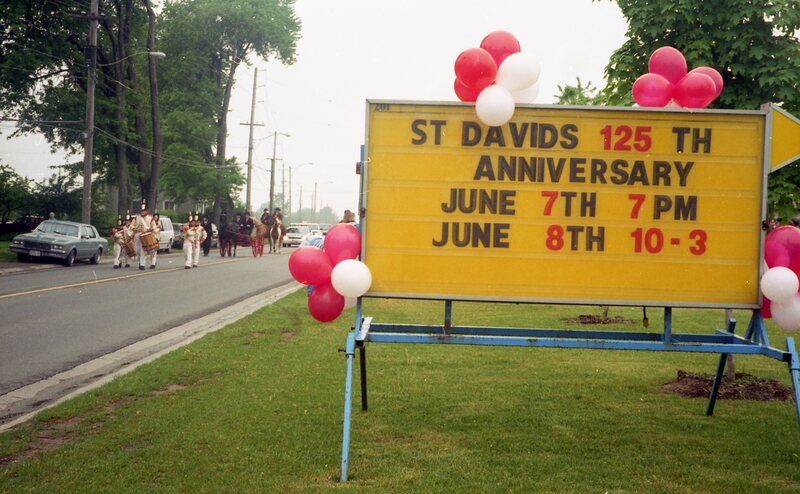 ST DAVIDS 125 TH
ANNIVERSARY
JUNE 7TH 7 PM
JUNE 8TH 10-3